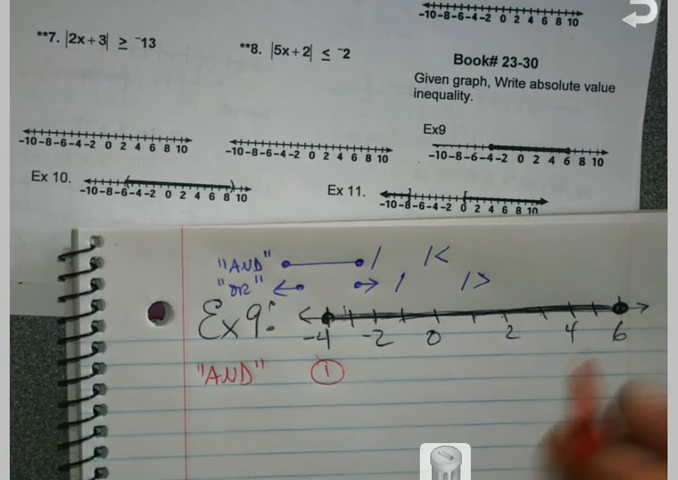 -10 -8 -6 -4 -2 0 2 4 6 8 10
**7. |2x + 3| ≥ ⁻13
**8. |5x + 2| ≤ ⁻2
Book# 23-30
Given graph, Write absolute value
inequality.
Ex9
-10 -8 -6 -4 -2 0 2 4 6 8 10
-10 -8 -6 -4 -2 0 2 4 6 8 10
-10 -8 -6 -4 -2 0 2 4 6 8 10
Ex 10.
-10 -8 -6 -4 -2 0 2 4 6 8 10
Ex 11.
-10 -8 -6 -4 -2 0 2 4 6 8 10
"AND" | |<
"OR" | |>
Ex9:
-4 -2 0 2 4 6
"AND" 1